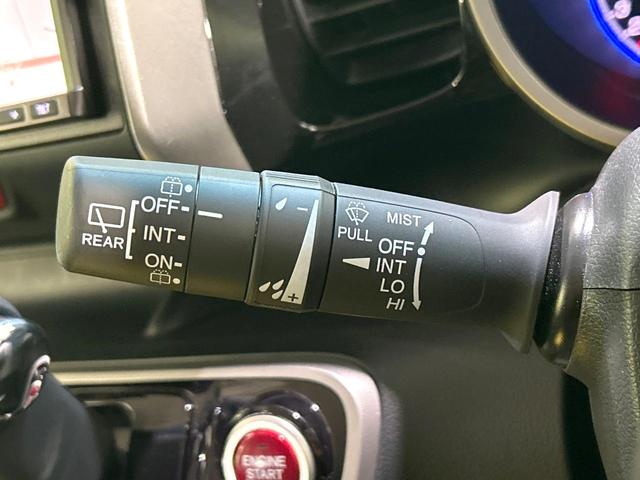 OFF
REAR
INT
ON
−
+
PULL
MIST
OFF
INT
LO
HI
ENGINE
START